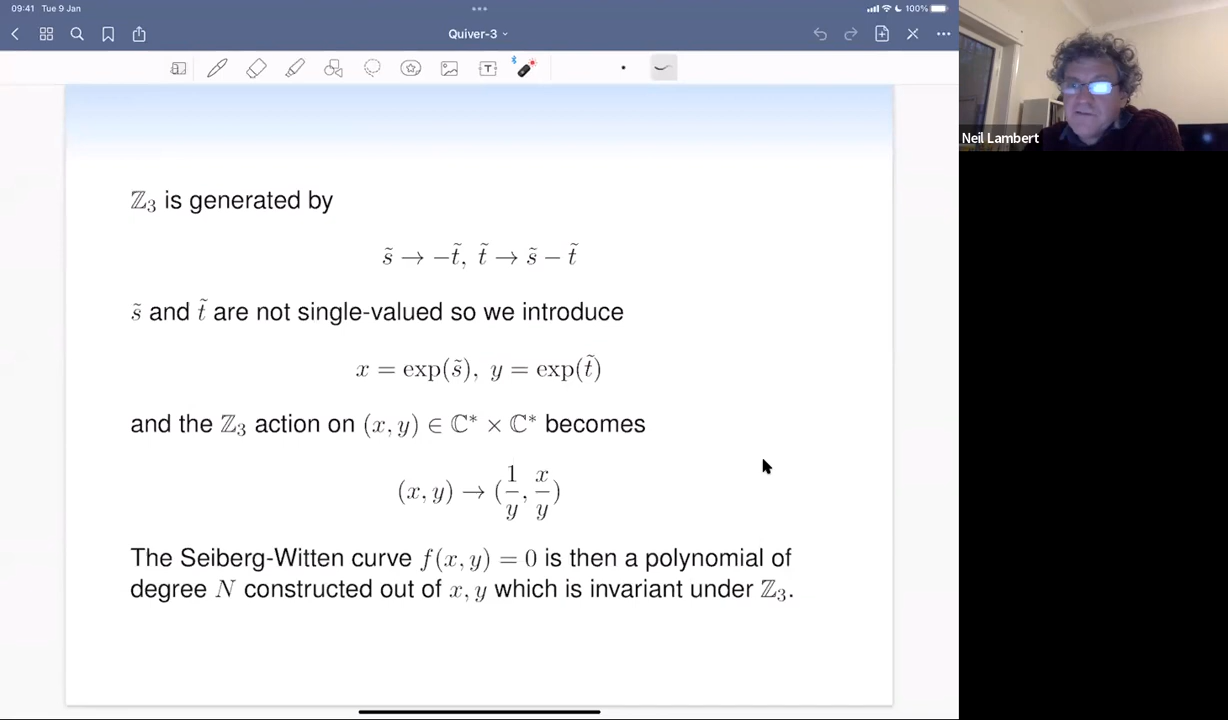 09:41 Tue 9 Jan
100%
Quiver-3
T
Neil Lambert
ℤ₃ is generated by
s̃ → −t̃, t̃ → s̃ − t̃
s̃ and t̃ are not single-valued so we introduce
x = exp(s̃), y = exp(t̃)
and the ℤ₃ action on (x, y) ∈ ℂ* × ℂ* becomes
(x, y) → (1/y, x/y)
The Seiberg-Witten curve f(x, y) = 0 is then a polynomial of
degree N constructed out of x, y which is invariant under ℤ₃.